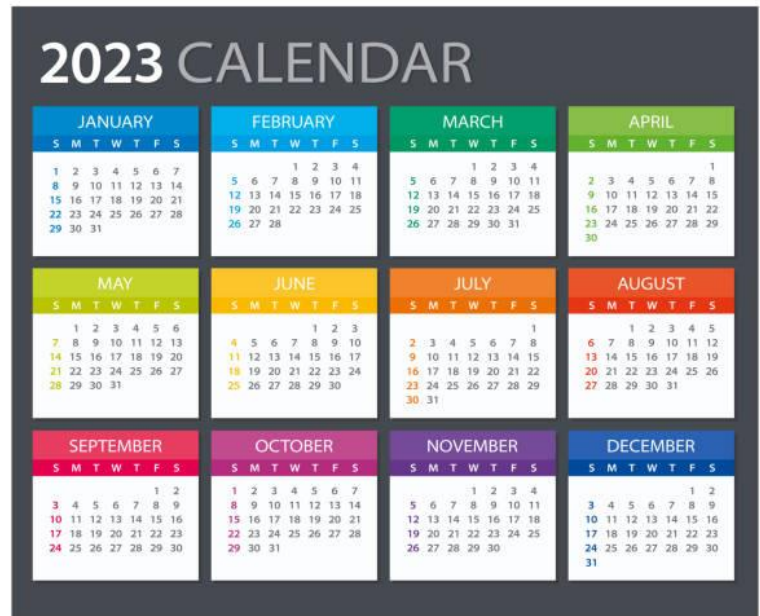 2023 CALENDAR
JANUARY
S M T W T F S
1 2 3 4 5 6 7
8 9 10 11 12 13 14
15 16 17 18 19 20 21
22 23 24 25 26 27 28
29 30 31
FEBRUARY
S M T W T F S
1 2 3 4
5 6 7 8 9 10 11
12 13 14 15 16 17 18
19 20 21 22 23 24 25
26 27 28
MARCH
S M T W T F S
1 2 3 4
5 6 7 8 9 10 11
12 13 14 15 16 17 18
19 20 21 22 23 24 25
26 27 28 29 30 31
APRIL
S M T W T F S
1
2 3 4 5 6 7 8
9 10 11 12 13 14 15
16 17 18 19 20 21 22
23 24 25 26 27 28 29
30
MAY
S M T W T F S
1 2 3 4 5 6
7 8 9 10 11 12 13
14 15 16 17 18 19 20
21 22 23 24 25 26 27
28 29 30 31
JUNE
S M T W T F S
1 2 3
4 5 6 7 8 9 10
11 12 13 14 15 16 17
18 19 20 21 22 23 24
25 26 27 28 29 30
JULY
S M T W T F S
1
2 3 4 5 6 7 8
9 10 11 12 13 14 15
16 17 18 19 20 21 22
23 24 25 26 27 28 29
30 31
AUGUST
S M T W T F S
1 2 3 4 5
6 7 8 9 10 11 12
13 14 15 16 17 18 19
20 21 22 23 24 25 26
27 28 29 30 31
SEPTEMBER
S M T W T F S
1 2
3 4 5 6 7 8 9
10 11 12 13 14 15 16
17 18 19 20 21 22 23
24 25 26 27 28 29 30
OCTOBER
S M T W T F S
1 2 3 4 5 6 7
8 9 10 11 12 13 14
15 16 17 18 19 20 21
22 23 24 25 26 27 28
29 30 31
NOVEMBER
S M T W T F S
1 2 3 4
5 6 7 8 9 10 11
12 13 14 15 16 17 18
19 20 21 22 23 24 25
26 27 28 29 30
DECEMBER
S M T W T F S
1 2
3 4 5 6 7 8 9
10 11 12 13 14 15 16
17 18 19 20 21 22 23
24 25 26 27 28 29 30
31